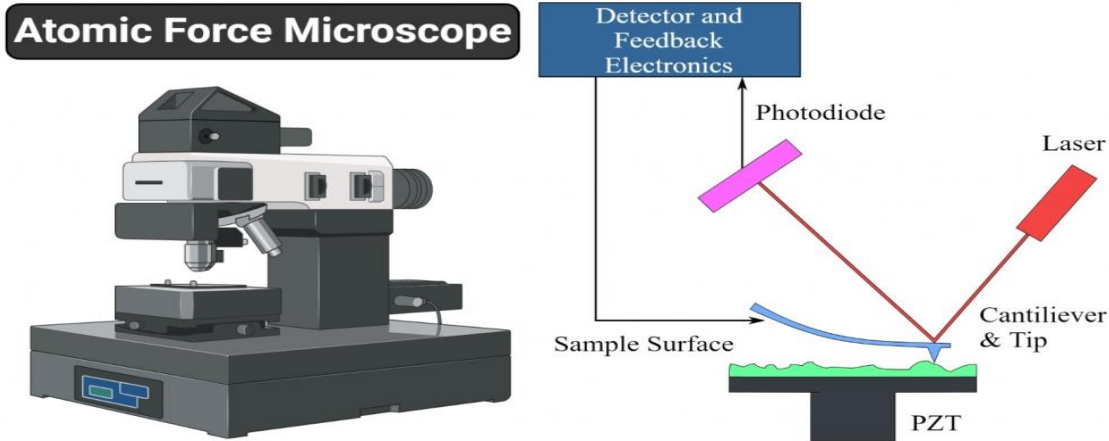 Atomic Force Microscope
Detector and
Feedback
Electronics
Photodiode
Laser
Cantiliever
& Tip
Sample Surface
PZT